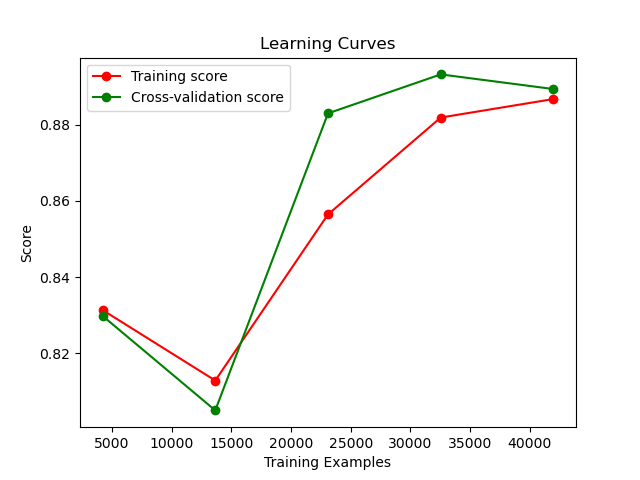 Learning Curves
Training score
Cross-validation score
0.88
0.86
0.84
0.82
Score
5000 10000 15000 20000 25000 30000 35000 40000
Training Examples